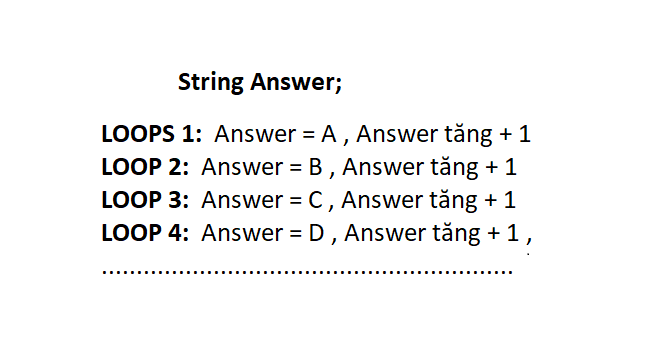 String Answer;
LOOPS 1: Answer = A , Answer tăng + 1
LOOP 2: Answer = B , Answer tăng + 1
LOOP 3: Answer = C , Answer tăng + 1
LOOP 4: Answer = D , Answer tăng + 1 ,
..........................................................